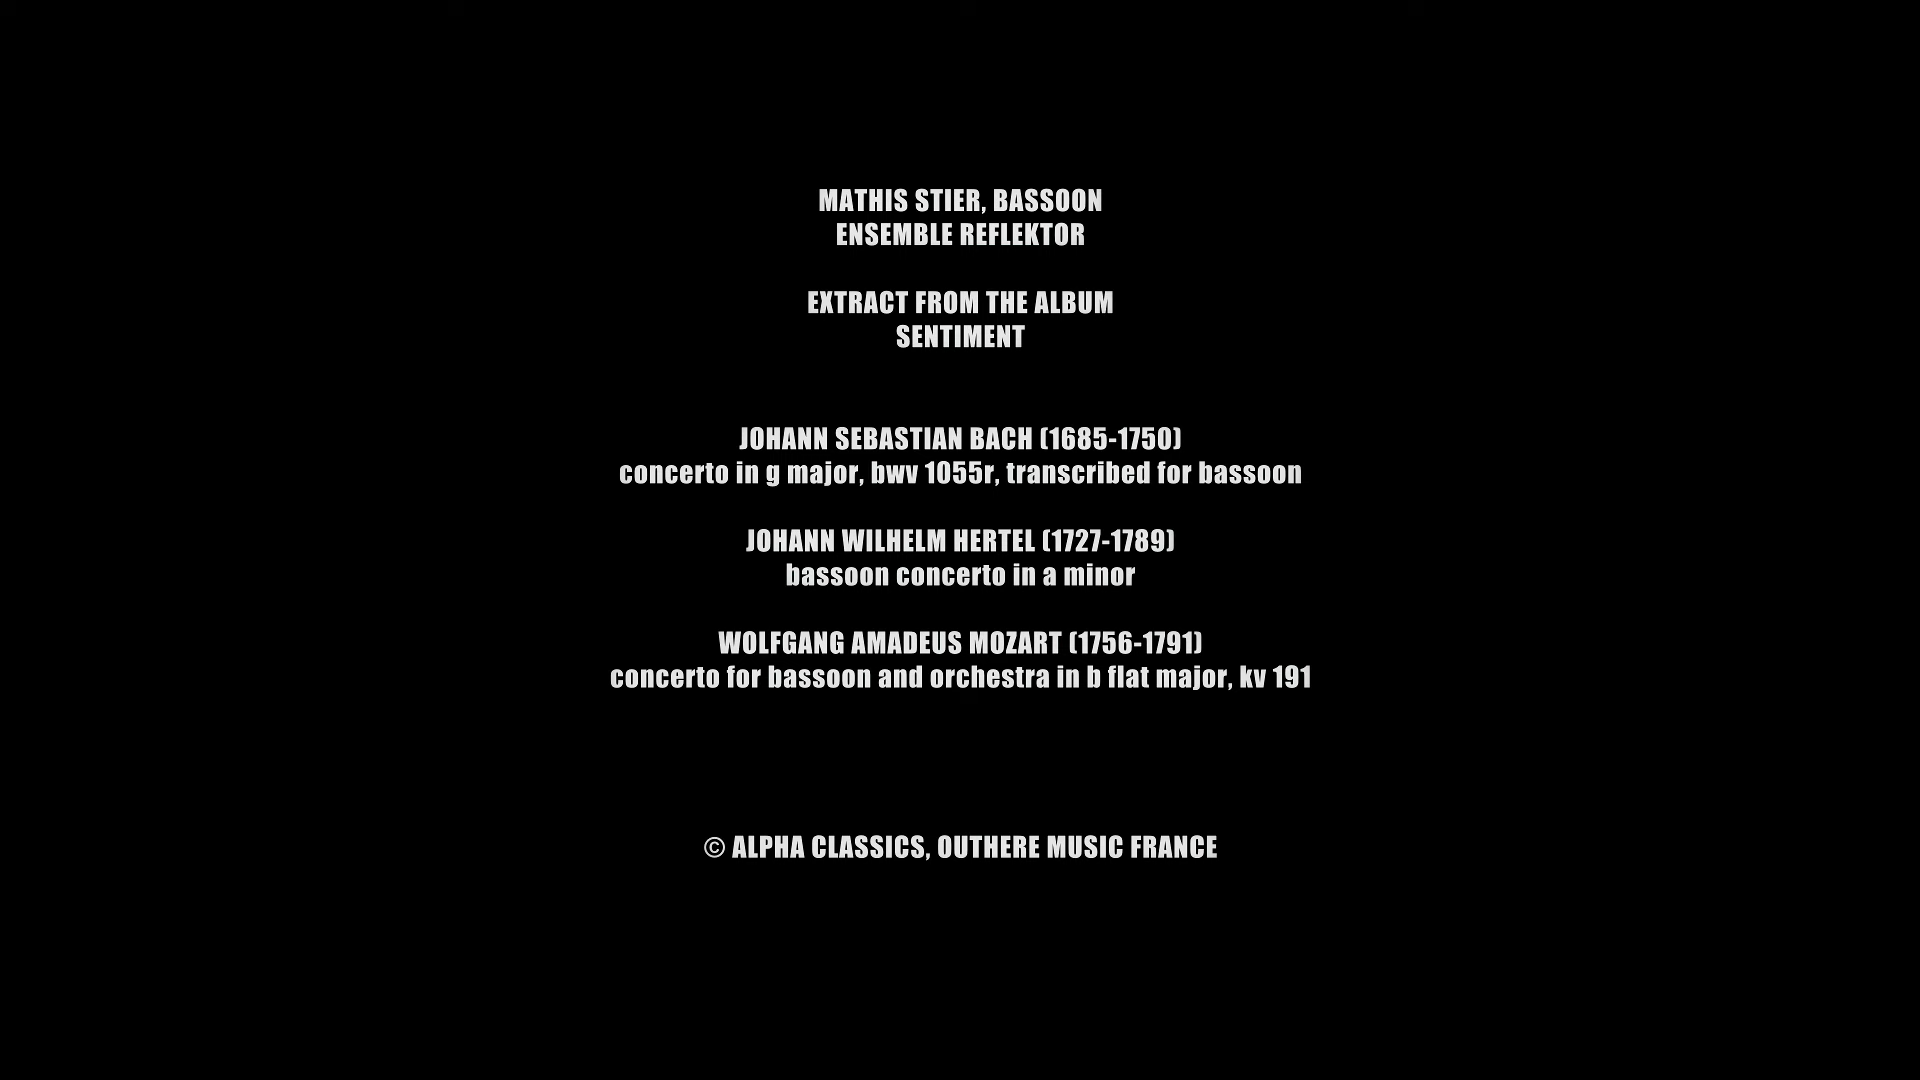 MATHIS STIER, BASSOON
ENSEMBLE REFLEKTOR
EXTRACT FROM THE ALBUM
SENTIMENT
JOHANN SEBASTIAN BACH (1685-1750)
concerto in g major, bwv 1055r, transcribed for bassoon
JOHANN WILHELM HERTEL (1727-1789)
bassoon concerto in a minor
WOLFGANG AMADEUS MOZART (1756-1791)
concerto for bassoon and orchestra in b flat major, kv 191
© ALPHA CLASSICS, OUTHERE MUSIC FRANCE